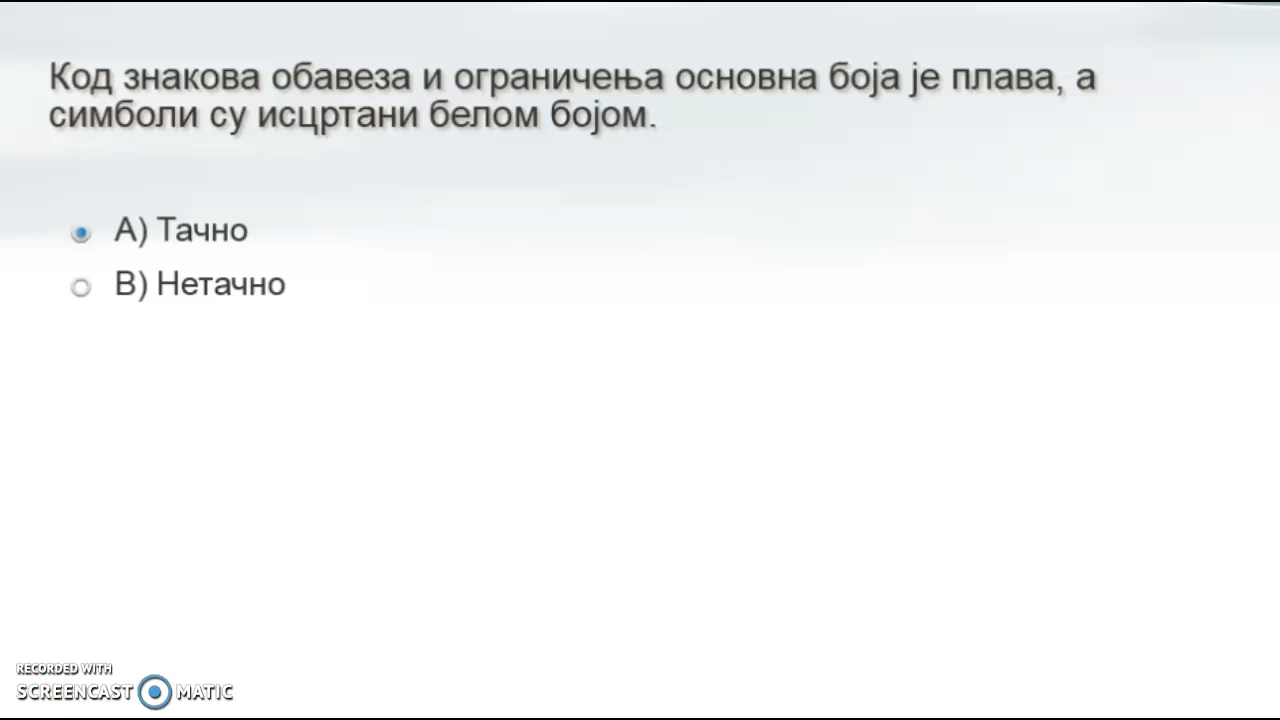 Код знакова обавеза и ограничења основна боја је плава, а
симболи су исцртани белом бојом.
А) Тачно
B) Нетачно
RECORDED WITH
SCREENCAST MATIC